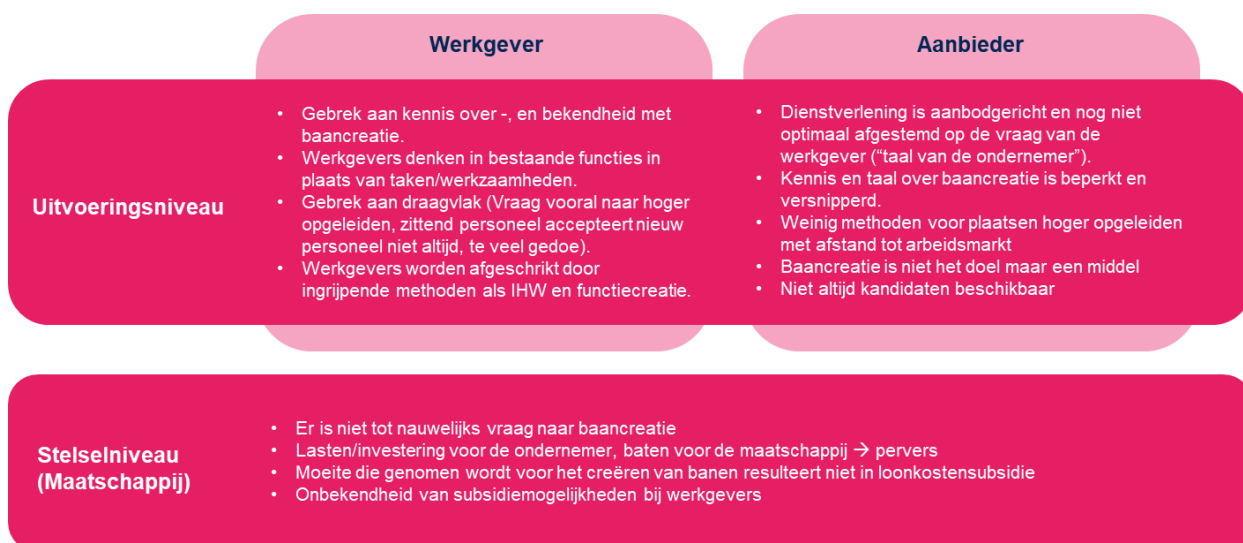 Werkgever
Aanbieder
Uitvoeringsniveau
• Gebrek aan kennis over -, en bekendheid met
baancreatie.
• Werkgevers denken in bestaande functies in
plaats van taken/werkzaamheden.
• Gebrek aan draagvlak (Vraag vooral naar hoger
opgeleiden, zittend personeel accepteert nieuw
personeel niet altijd, te veel gedoe).
• Werkgevers worden afgeschrikt door
ingrijpende methoden als IHW en functiecreatie.
• Dienstverlening is aanbodgericht en nog niet
optimaal afgestemd op de vraag van de
werkgever (“taal van de ondernemer”).
• Kennis en taal over baancreatie is beperkt en
versnipperd.
• Weinig methoden voor plaatsen hoger opgeleiden
met afstand tot arbeidsmarkt
• Baancreatie is niet het doel maar een middel
• Niet altijd kandidaten beschikbaar
Stelselniveau
(Maatschappij)
• Er is niet tot nauwelijks vraag naar baancreatie
• Lasten/investering voor de ondernemer, baten voor de maatschappij → pervers
• Moeite die genomen wordt voor het creëren van banen resulteert niet in loonkostensubsidie
• Onbekendheid van subsidiemogelijkheden bij werkgevers